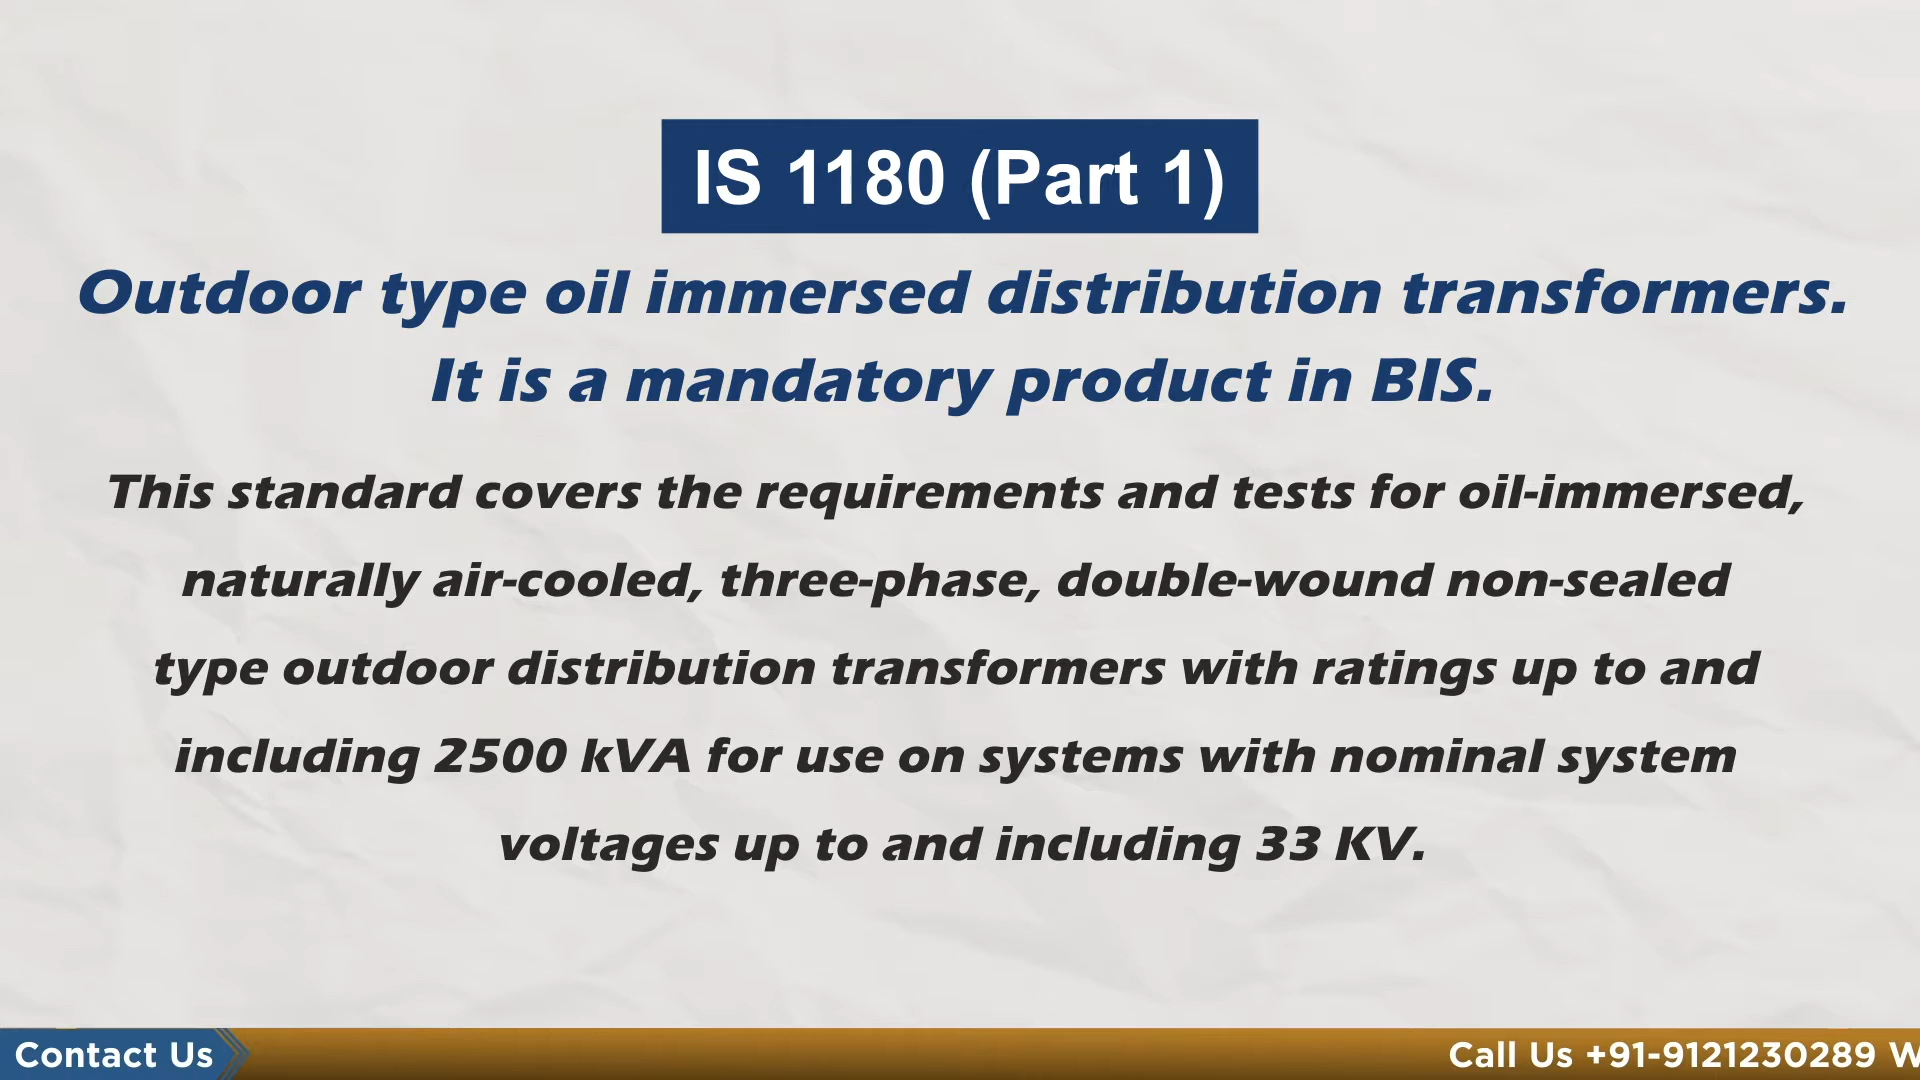 IS 1180 (Part 1)
Outdoor type oil immersed distribution transformers.
It is a mandatory product in BIS.
This standard covers the requirements and tests for oil-immersed,
naturally air-cooled, three-phase, double-wound non-sealed
type outdoor distribution transformers with ratings up to and
including 2500 kVA for use on systems with nominal system
voltages up to and including 33 KV.
Contact Us
Call Us +91-9121230289